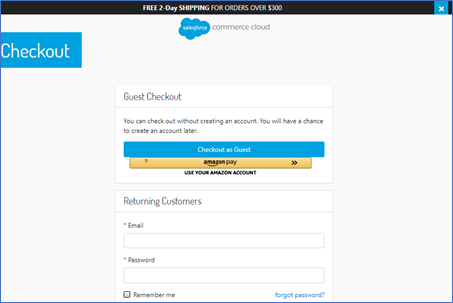 FREE 2-Day SHIPPING FOR ORDERS OVER $300
salesforce commerce cloud
Checkout
Guest Checkout
You can check out without creating an account. You will have a chance
to create an account later.
Checkout as Guest
amazon pay
USE YOUR AMAZON ACCOUNT
Returning Customers
* Email
* Password
Remember me forgot password?